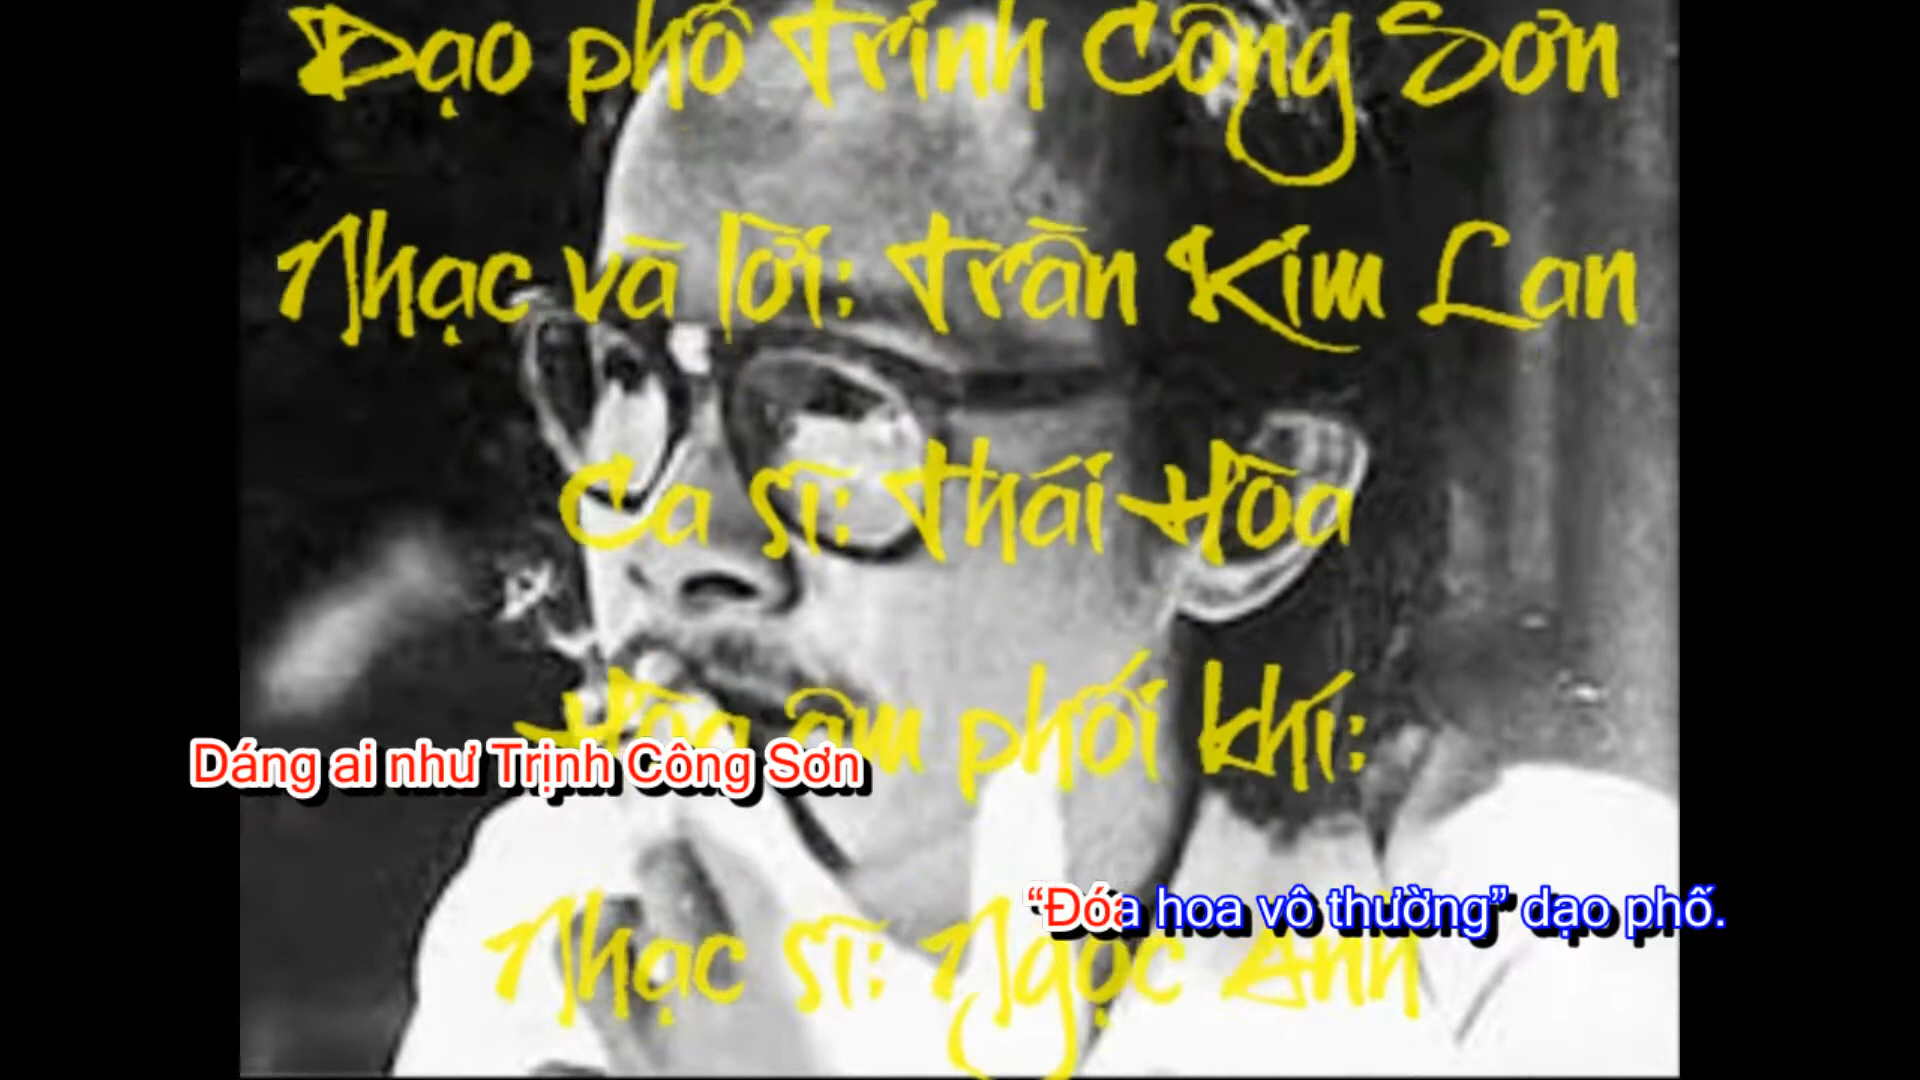 Dạo phố Trịnh Công Sơn
Nhạc và lời: Trần Kim Lan
Ca sĩ: Thái Hòa
Hòa âm phối khí:
Dáng ai như Trịnh Công Sơn
“Đóa hoa vô thường” dạo phố.
Nhạc sĩ: Ngọc Anh